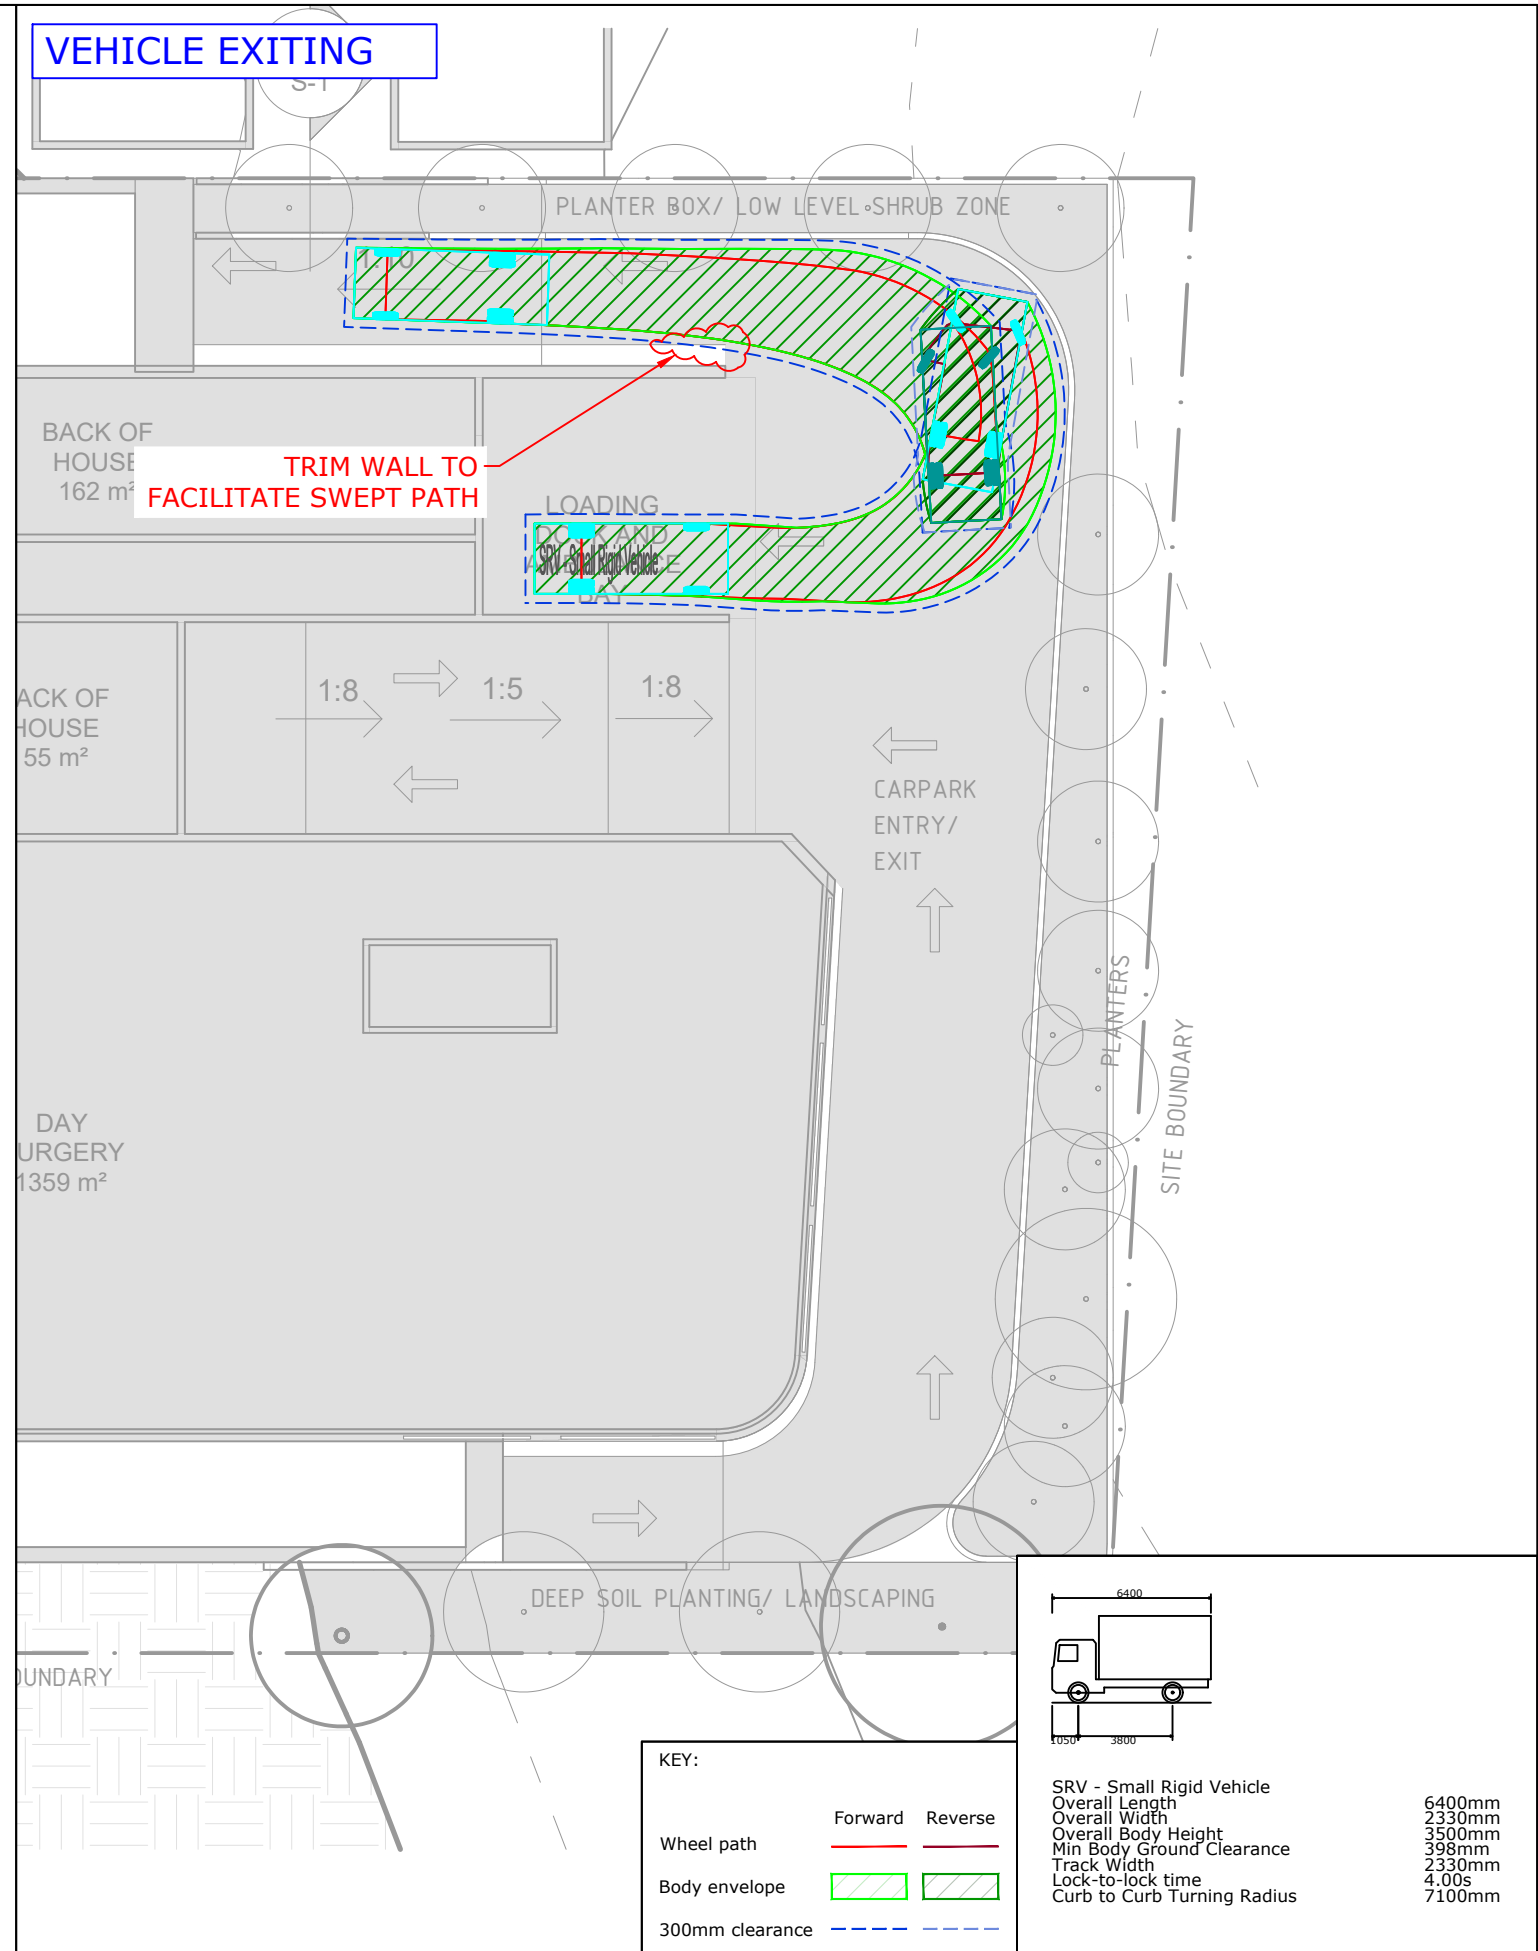 VEHICLE EXITING
S-1
PLANTER BOX/ LOW LEVEL SHRUB ZONE
1:10
BACK OF
HOUSE
162 m²
TRIM WALL TO
FACILITATE SWEPT PATH
LOADING
DOCK AND
BAY
SRV - Small Rigid Vehicle
1:8
1:5
1:8
ACK OF
HOUSE
55 m²
CARPARK
ENTRY/
EXIT
PLANTERS
SITE BOUNDARY
DAY
URGERY
1359 m²
DEEP SOIL PLANTING/ LANDSCAPING
OUNDARY
6400
1050
3800
KEY:
Forward Reverse
Wheel path
Body envelope
300mm clearance
SRV - Small Rigid Vehicle
Overall Length 6400mm
Overall Width 2330mm
Overall Body Height 3500mm
Min Body Ground Clearance 398mm
Track Width 2330mm
Lock-to-lock time 4.00s
Curb to Curb Turning Radius 7100mm